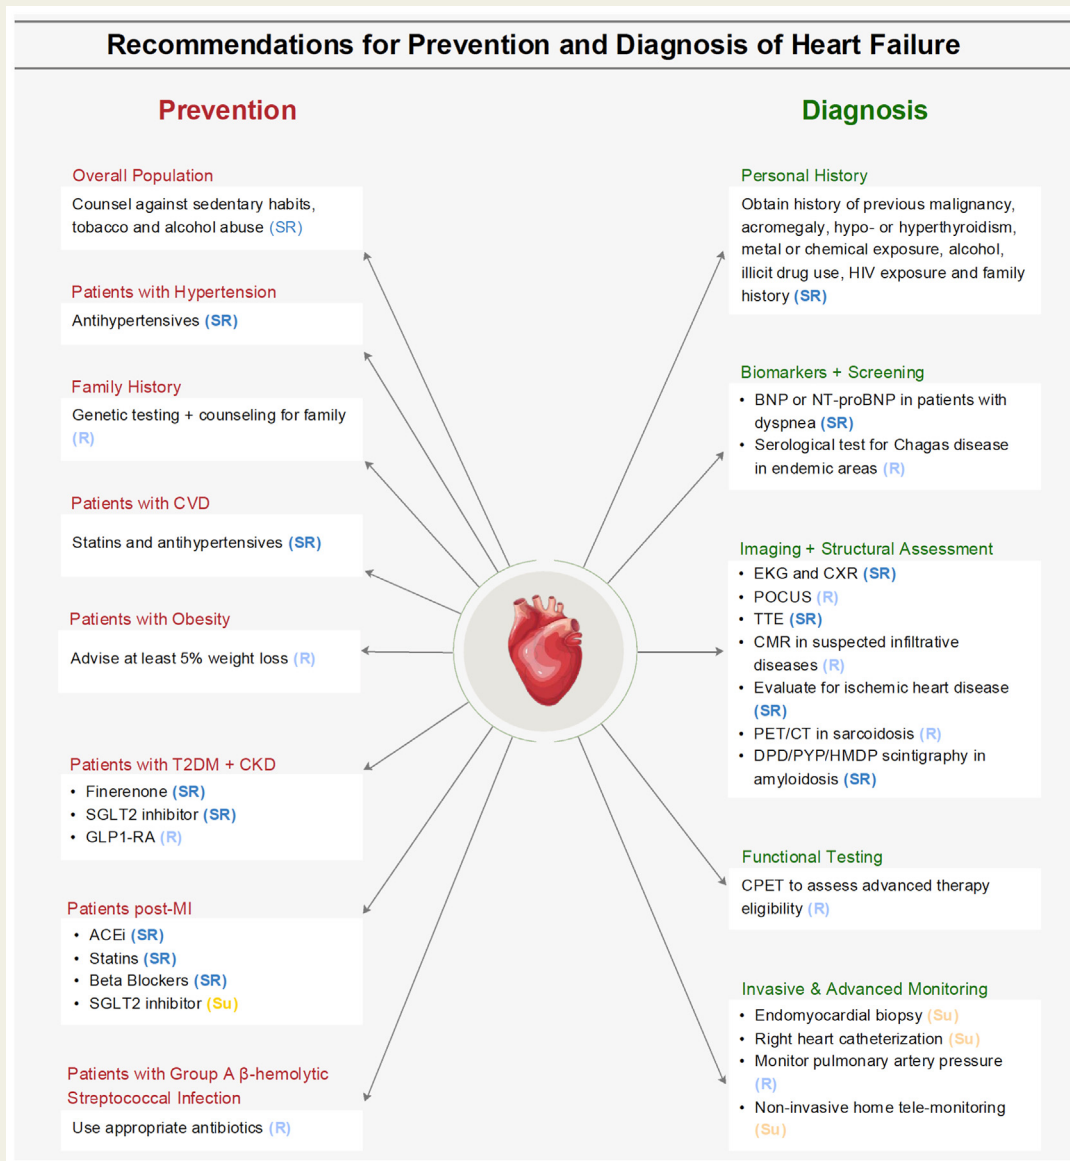 Recommendations for Prevention and Diagnosis of Heart Failure
Prevention
Overall Population
Counsel against sedentary habits,
tobacco and alcohol abuse (SR)
Patients with Hypertension
Antihypertensives (SR)
Family History
Genetic testing + counseling for family
(R)
Patients with CVD
Statins and antihypertensives (SR)
Patients with Obesity
Advise at least 5% weight loss (R)
Patients with T2DM + CKD
• Finerenone (SR)
• SGLT2 inhibitor (SR)
• GLP1-RA (R)
Patients post-MI
• ACEi (SR)
• Statins (SR)
• Beta Blockers (SR)
• SGLT2 inhibitor (Su)
Patients with Group A β-hemolytic
Streptococcal Infection
Use appropriate antibiotics (R)
Diagnosis
Personal History
Obtain history of previous malignancy,
acromegaly, hypo- or hyperthyroidism,
metal or chemical exposure, alcohol,
illicit drug use, HIV exposure and family
history (SR)
Biomarkers + Screening
• BNP or NT-proBNP in patients with
dyspnea (SR)
• Serological test for Chagas disease
in endemic areas (R)
Imaging + Structural Assessment
• EKG and CXR (SR)
• POCUS (R)
• TTE (SR)
• CMR in suspected infiltrative
diseases (R)
• Evaluate for ischemic heart disease
(SR)
• PET/CT in sarcoidosis (R)
• DPD/PYP/HMDP scintigraphy in
amyloidosis (SR)
Functional Testing
CPET to assess advanced therapy
eligibility (R)
Invasive & Advanced Monitoring
• Endomyocardial biopsy (Su)
• Right heart catheterization (Su)
• Monitor pulmonary artery pressure
(R)
• Non-invasive home tele-monitoring
(Su)